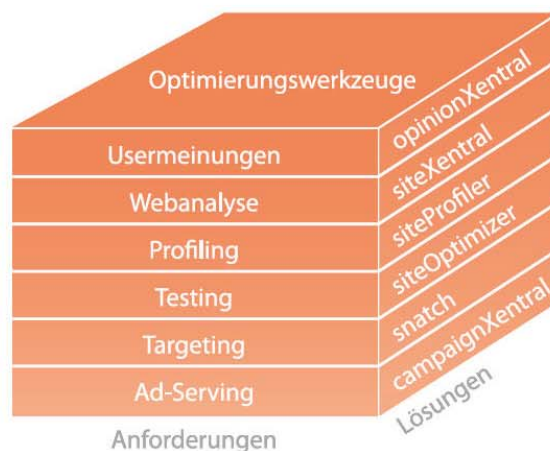 Optimierungswerkzeuge
Usermeinungen
opinionXentral
Webanalyse
siteXentral
Profiling
siteProfiler
Testing
siteOptimizer
Targeting
snatch
Ad-Serving
campaignXentral
Anforderungen
Lösungen